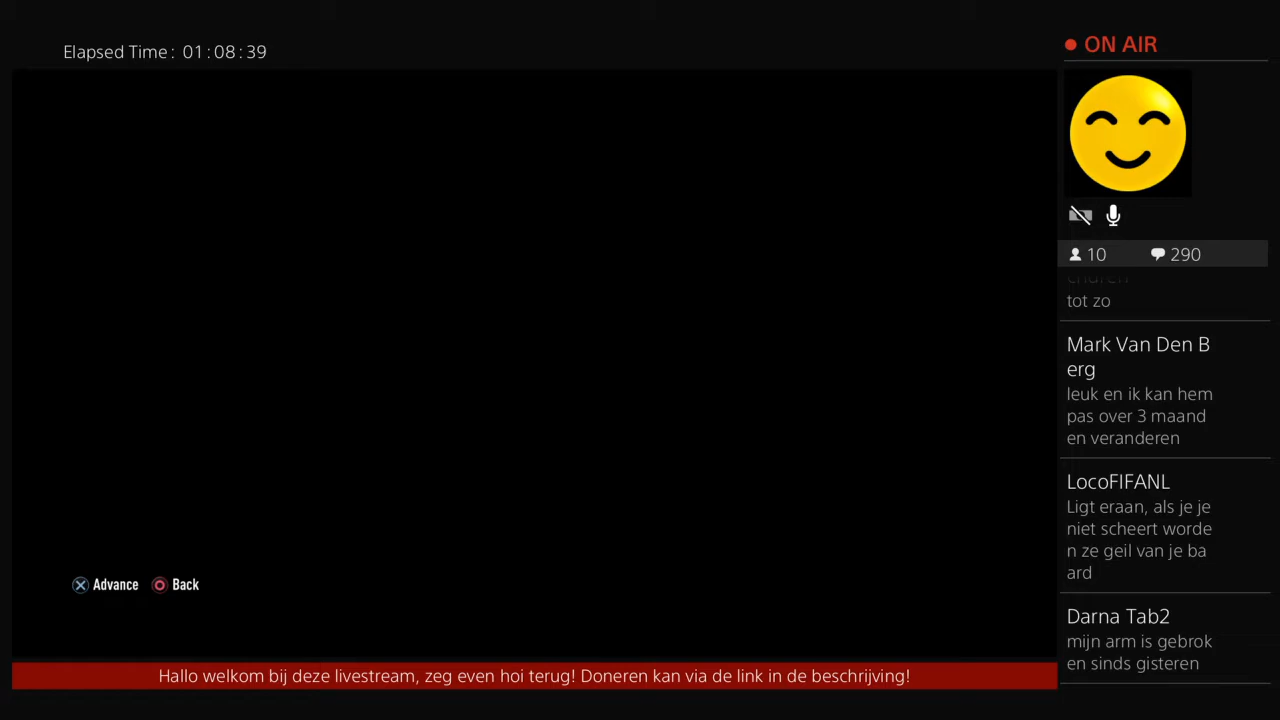 Elapsed Time: 01:08:39
ON AIR
10 290
tot zo
Mark Van Den B
erg
leuk en ik kan hem
pas over 3 maand
en veranderen
LocoFIFANL
Ligt eraan, als je je
niet scheert worde
n ze geil van je ba
ard
Darna Tab2
mijn arm is gebrok
en sinds gisteren
Advance Back
Hallo welkom bij deze livestream, zeg even hoi terug! Doneren kan via de link in de beschrijving!